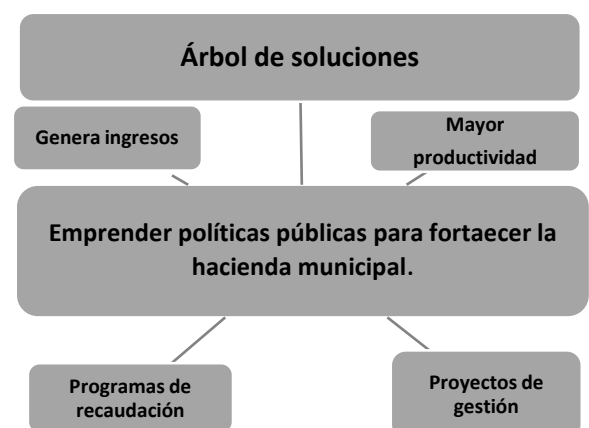 Árbol de soluciones
Genera ingresos
Mayor
productividad
Emprender políticas públicas para fortaecer la
hacienda municipal.
Programas de
recaudación
Proyectos de
gestión